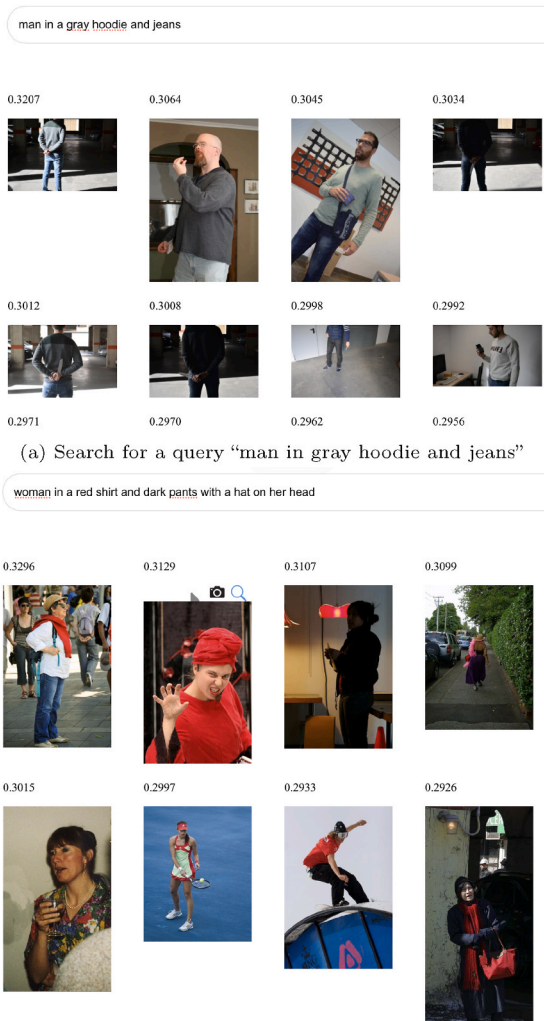 man in a gray hoodie and jeans
0.3207 0.3064 0.3045 0.3034
0.3012 0.3008 0.2998 0.2992
0.2971 0.2970 0.2962 0.2956
(a) Search for a query “man in gray hoodie and jeans”
woman in a red shirt and dark pants with a hat on her head
0.3296 0.3129 0.3107 0.3099
0.3015 0.2997 0.2933 0.2926